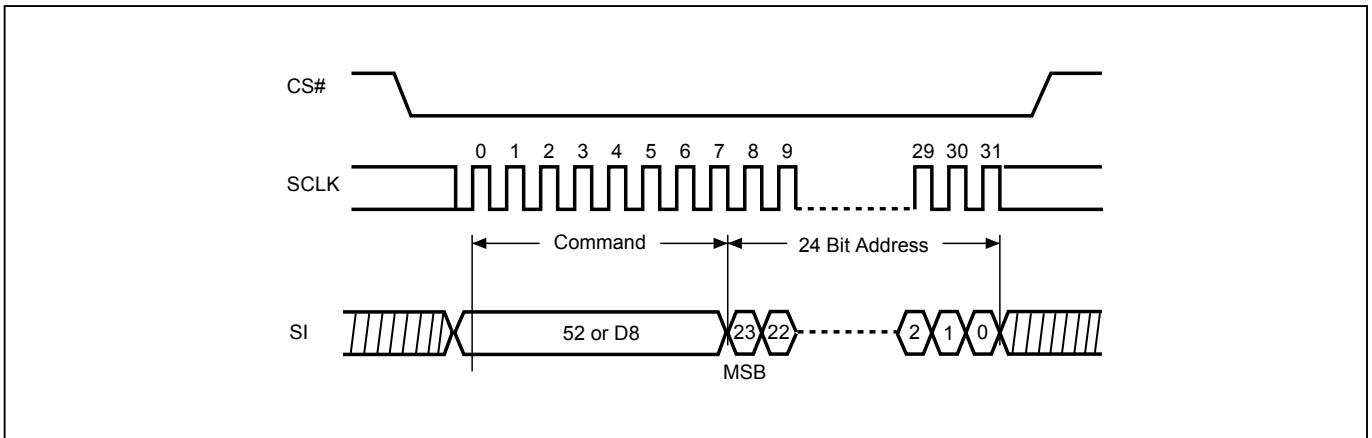 CS#
0 1 2 3 4 5 6 7 8 9 29 30 31
SCLK
Command 24 Bit Address
SI 52 or D8 23 22 2 1 0
MSB